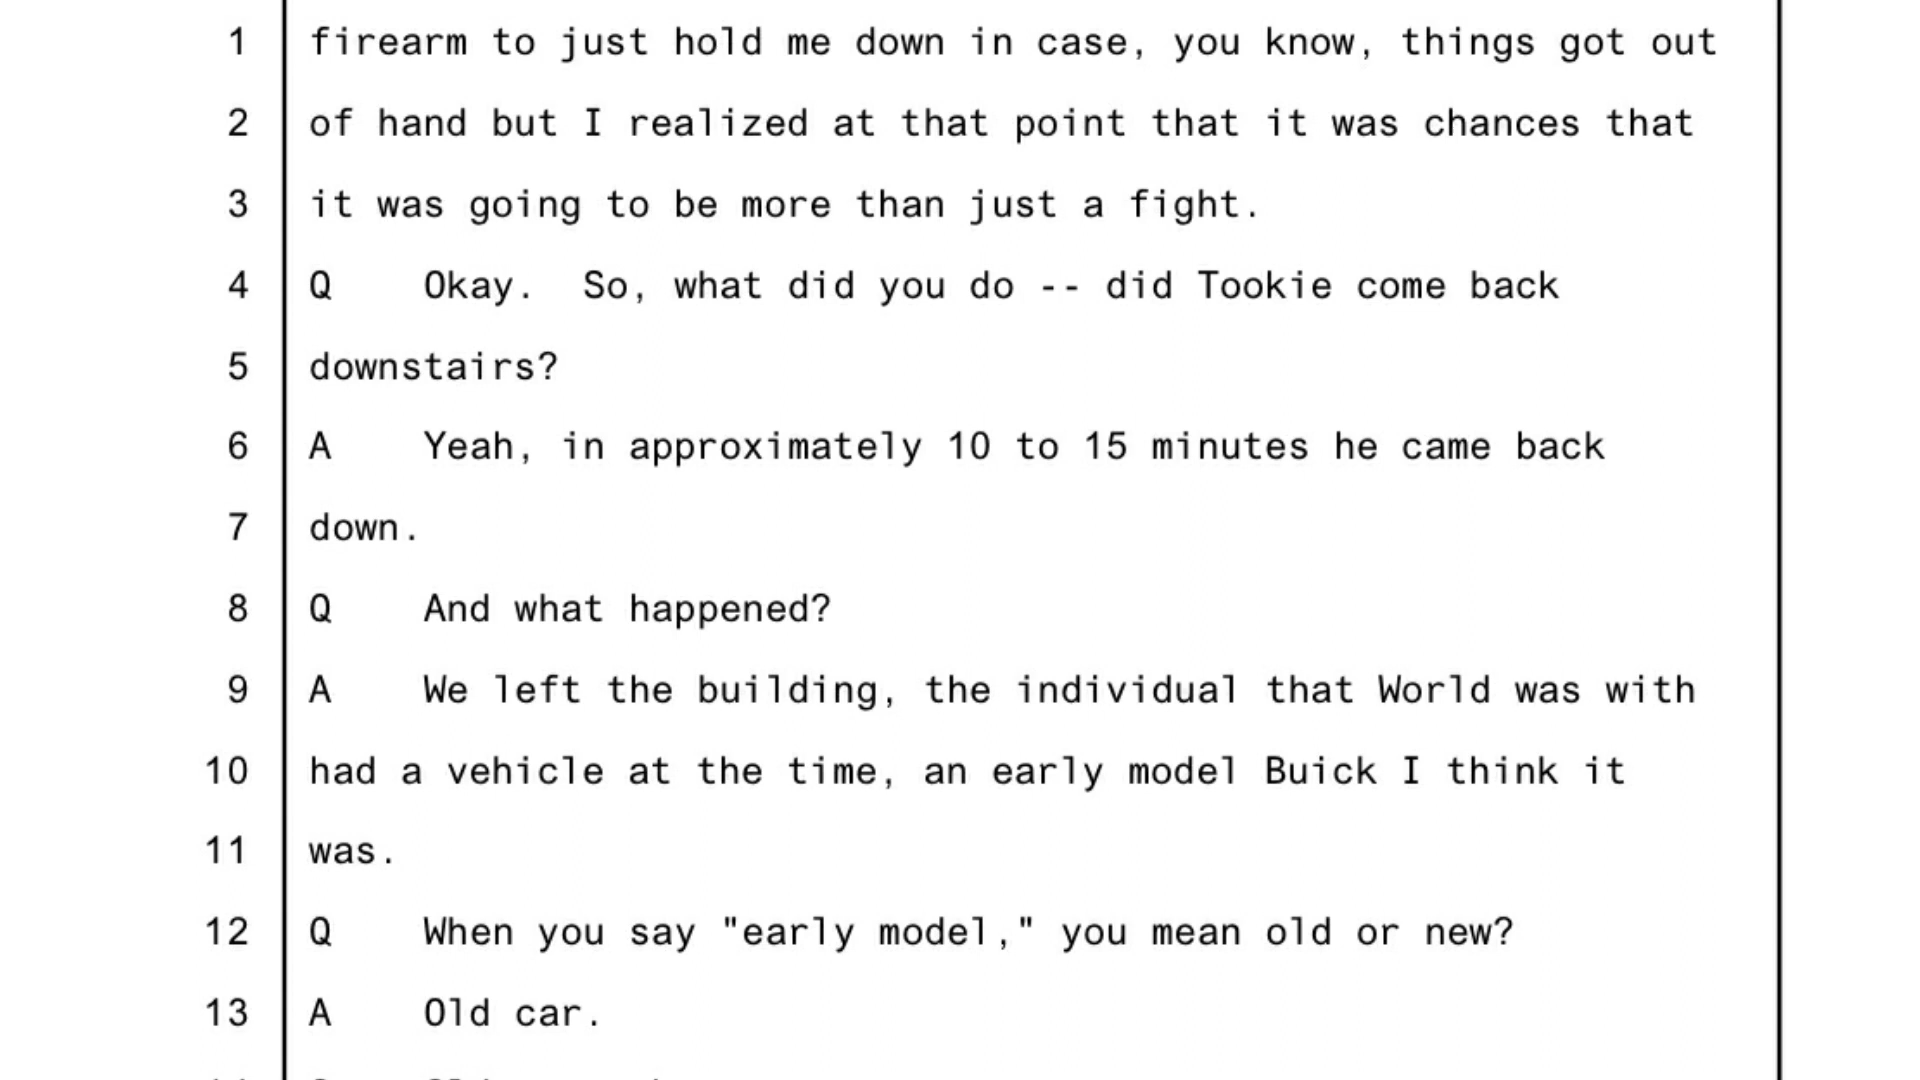 1 firearm to just hold me down in case, you know, things got out
2 of hand but I realized at that point that it was chances that
3 it was going to be more than just a fight.
4 Q Okay. So, what did you do -- did Tookie come back
5 downstairs?
6 A Yeah, in approximately 10 to 15 minutes he came back
7 down.
8 Q And what happened?
9 A We left the building, the individual that World was with
10 had a vehicle at the time, an early model Buick I think it
11 was.
12 Q When you say "early model," you mean old or new?
13 A Old car.